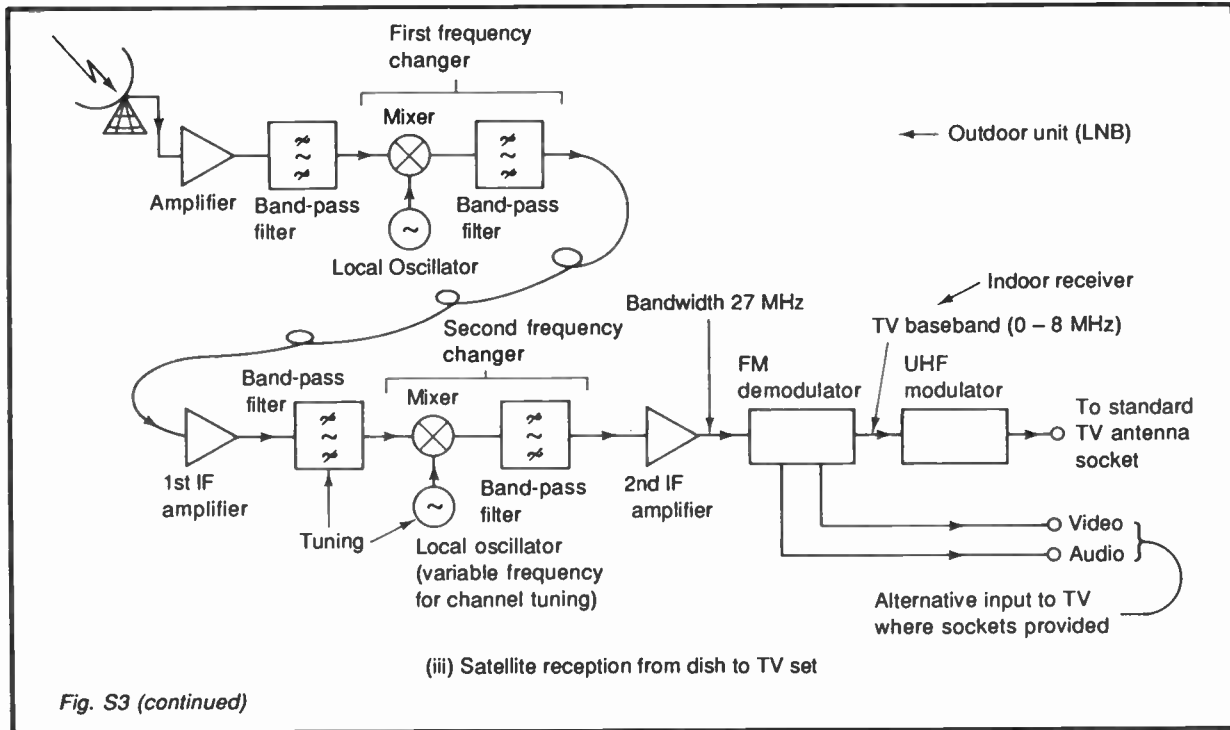 First frequency
changer
Mixer
Outdoor unit (LNB)
Amplifier
Band-pass
filter
Band-pass
filter
~
Local Oscillator
Indoor receiver
Bandwidth 27 MHz
TV baseband (0 – 8 MHz)
Second frequency
changer
FM
demodulator
UHF
modulator
Band-pass
filter
Mixer
To standard
TV antenna
socket
1st IF
amplifier
~
Band-pass
filter
2nd IF
amplifier
Tuning
Local oscillator
(variable frequency
for channel tuning)
Video
Audio
Alternative input to TV
where sockets provided
(iii) Satellite reception from dish to TV set
Fig. S3 (continued)